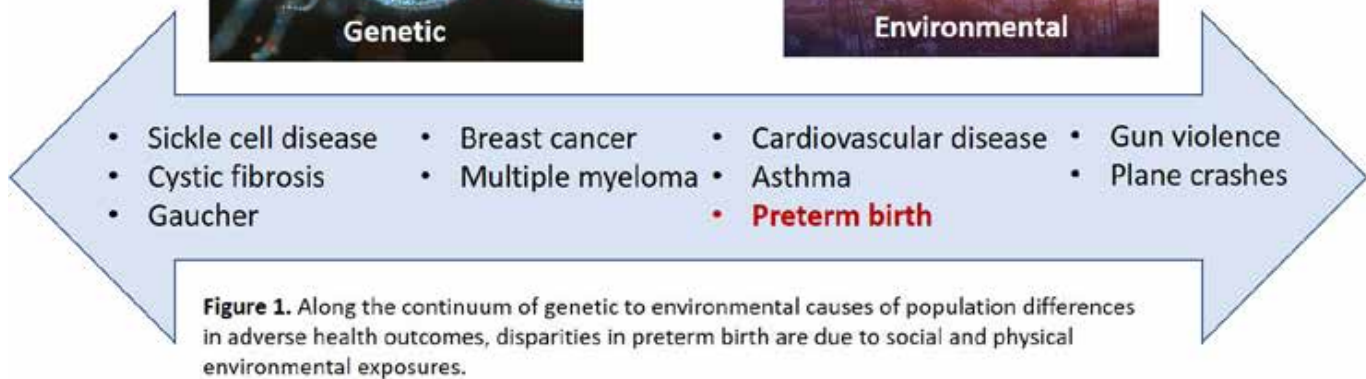 Genetic
Environmental
• Sickle cell disease
• Cystic fibrosis
• Gaucher
• Breast cancer
• Multiple myeloma
• Cardiovascular disease
• Asthma
• Preterm birth
• Gun violence
• Plane crashes
Figure 1. Along the continuum of genetic to environmental causes of population differences
in adverse health outcomes, disparities in preterm birth are due to social and physical
environmental exposures.